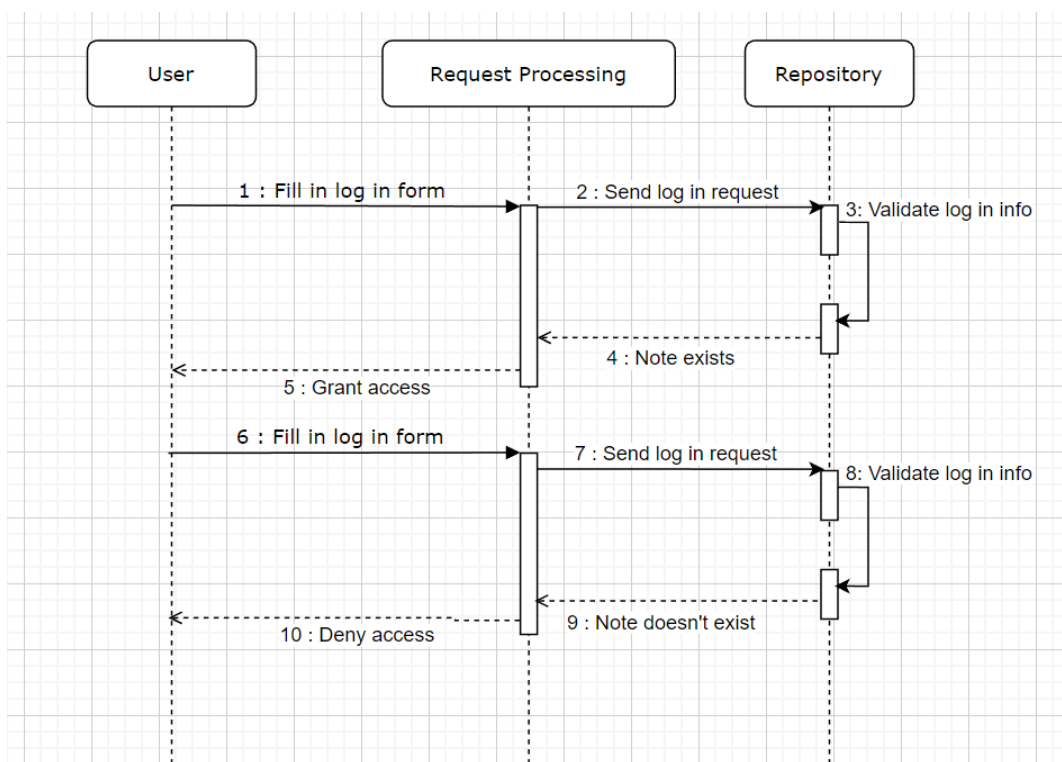 User
Request Processing
Repository
1 : Fill in log in form
2 : Send log in request
3: Validate log in info
4 : Note exists
5 : Grant access
6 : Fill in log in form
7 : Send log in request
8: Validate log in info
9 : Note doesn't exist
10 : Deny access